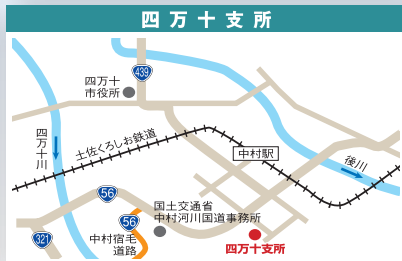 四万十支所
439
四万十
市役所
四万十川
土佐くろしお鉄道
中村駅
後川
56
国土交通省
中村河川国道事務所
56
321
中村宿毛
道路
四万十支所